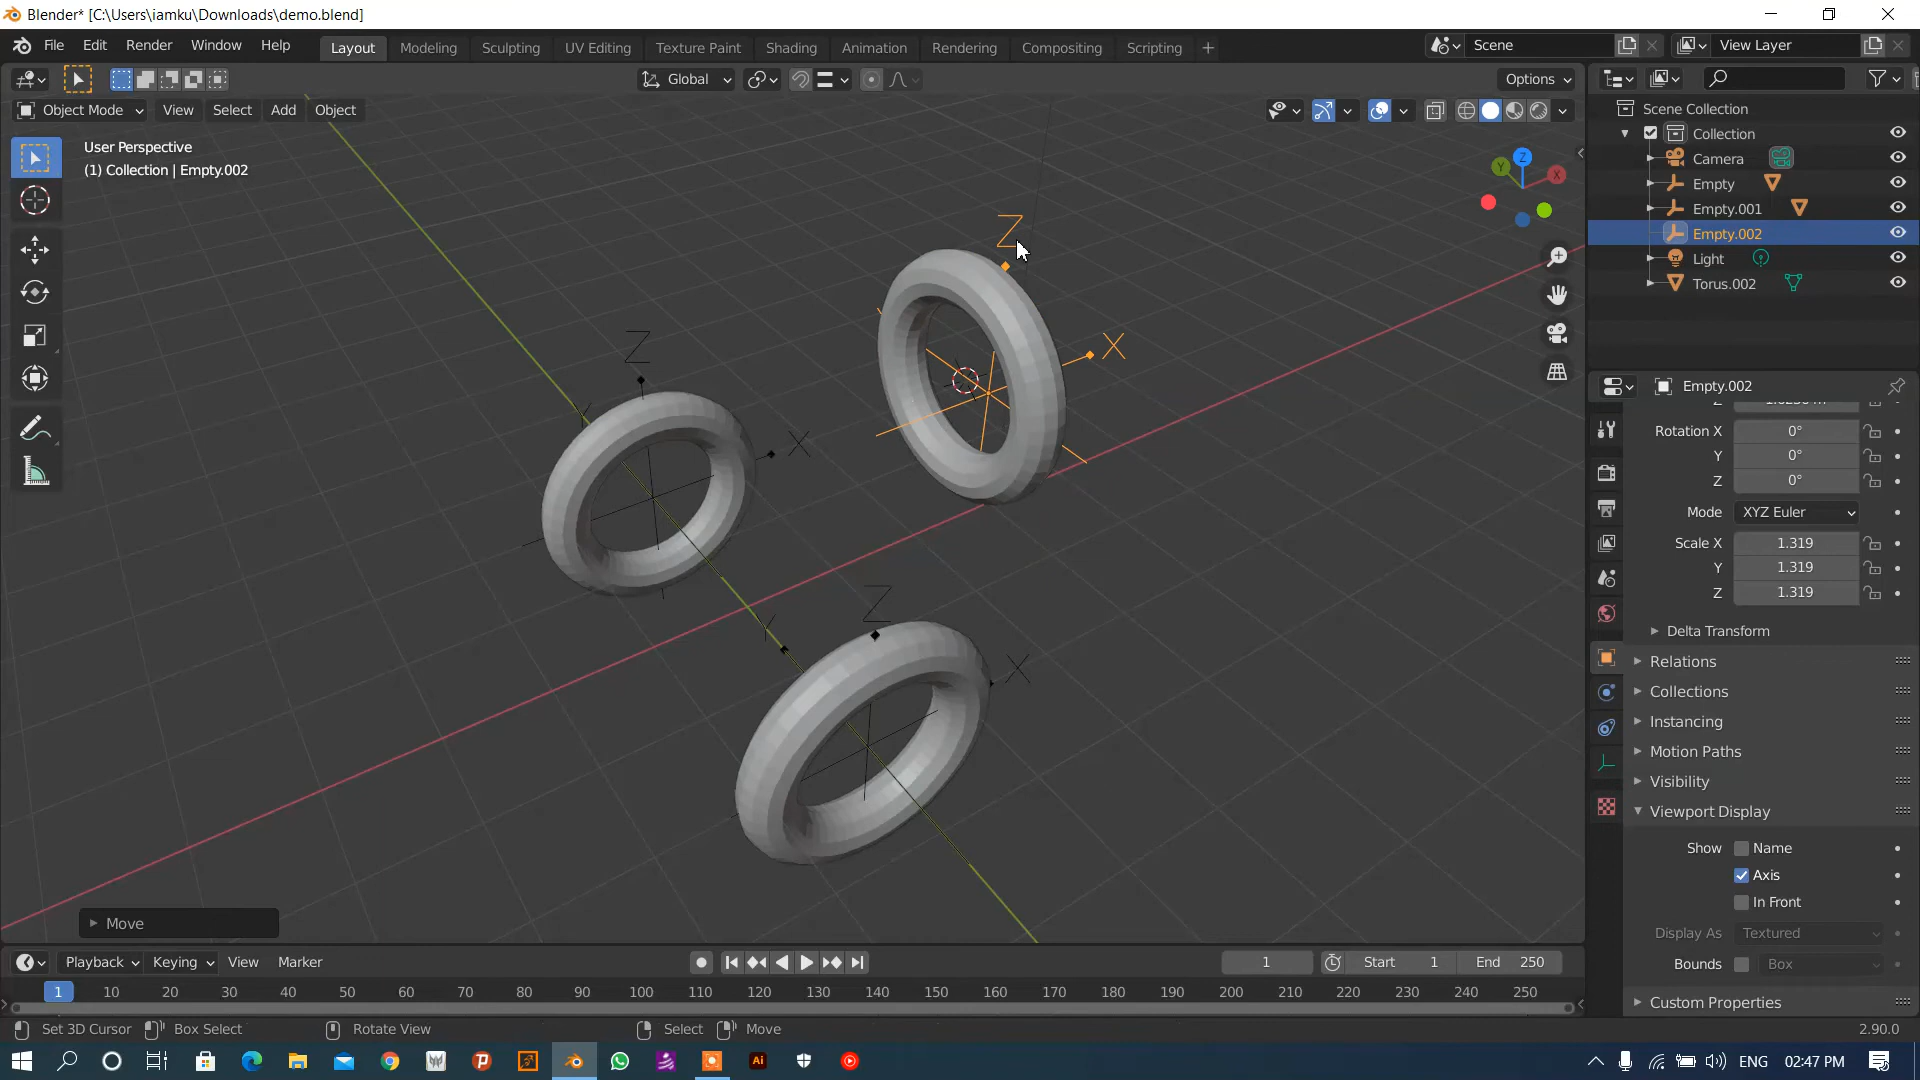 Blender* [C:\Users\iamku\Downloads\demo.blend]
File Edit Render Window Help Layout Modeling Sculpting UV Editing Texture Paint Shading Animation Rendering Compositing Scripting + Scene View Layer
Global Options
Object Mode View Select Add Object
User Perspective
(1) Collection | Empty.002
Z
X
Y
Z
X
Z
Y
X
Z
Y
X
Z
Y
X
Scene Collection
Collection
Camera
Empty
Empty.001
Empty.002
Light
Torus.002
Empty.002
Rotation X 0°
Y 0°
Z 0°
Mode XYZ Euler
Scale X 1.319
Y 1.319
Z 1.319
Delta Transform
Relations
Collections
Instancing
Motion Paths
Visibility
Viewport Display
Show Name
Axis
In Front
Display As Textured
Bounds Box
Custom Properties
Move
Playback Keying View Marker 1 Start 1 End 250
1 10 20 30 40 50 60 70 80 90 100 110 120 130 140 150 160 170 180 190 200 210 220 230 240 250
Set 3D Cursor Box Select Rotate View Select Move 2.90.0
Ai ENG 02:47 PM